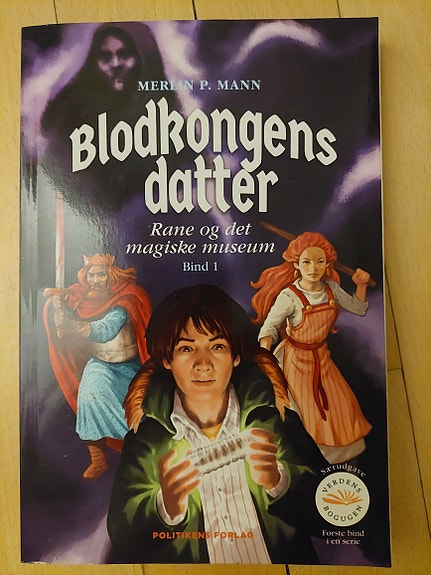 MERLIN P. MANN
Blodkongens
datter
Rane og det
magiske museum
Bind 1
Særudgave
VERDENS
BOGUGEN
Første bind
i en serie
POLITIKENS FORLAG